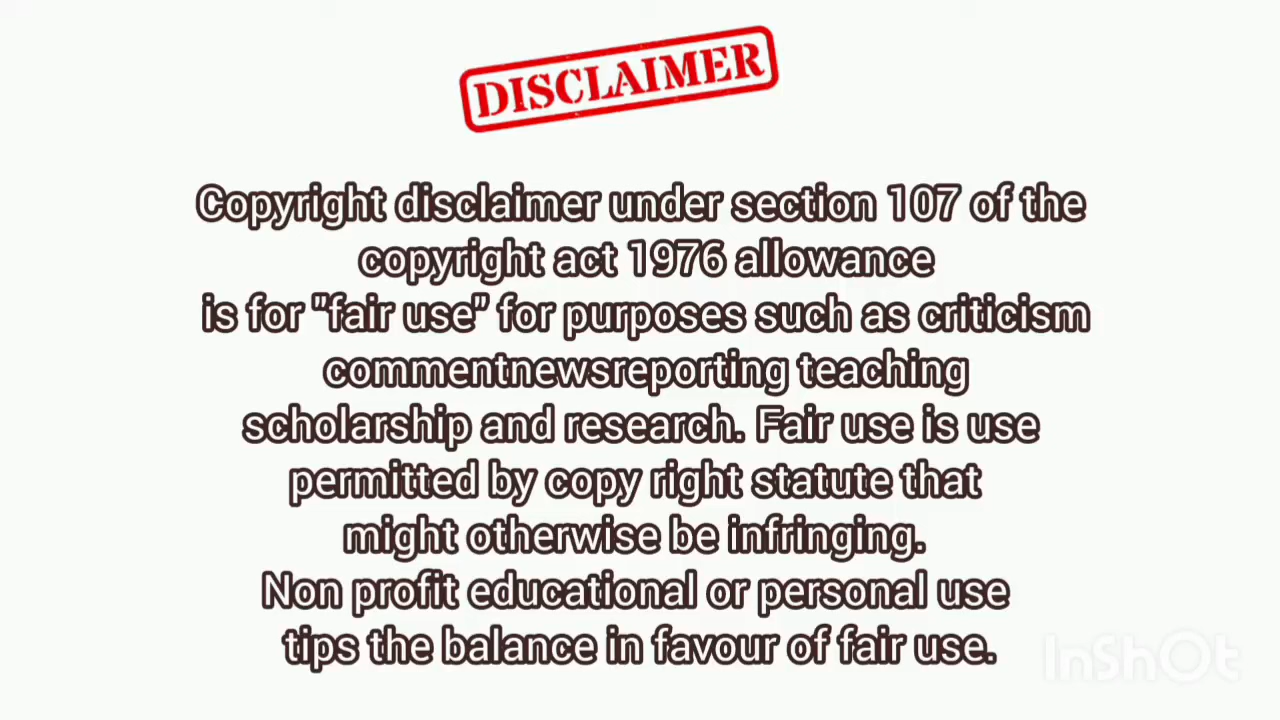 DISCLAIMER
Copyright disclaimer under section 107 of the
copyright act 1976 allowance
is for "fair use" for purposes such as criticism
commentnewsreporting teaching
scholarship and research. Fair use is use
permitted by copy right statute that
might otherwise be infringing.
Non profit educational or personal use
tips the balance in favour of fair use.
InShOt